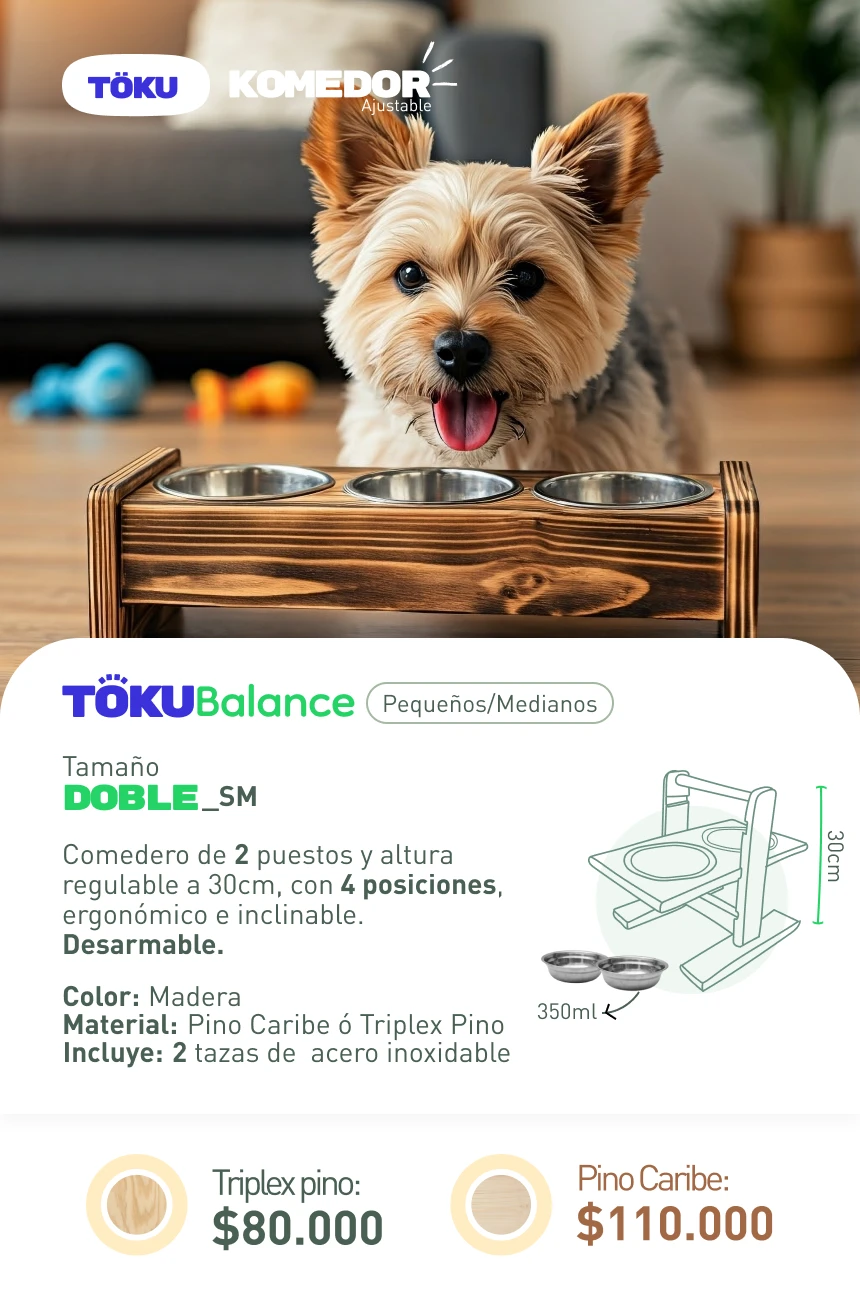 TÖKU KOMEDOR
Ajustable
TÖKUBalance Pequeños/Medianos
Tamaño
DOBLE_SM
Comedero de 2 puestos y altura
regulable a 30cm, con 4 posiciones,
ergonómico e inclinable.
Desarmable.
30cm
Color: Madera
Material: Pino Caribe ó Triplex Pino
Incluye: 2 tazas de acero inoxidable
350ml
Triplex pino:
$80.000
Pino Caribe:
$110.000